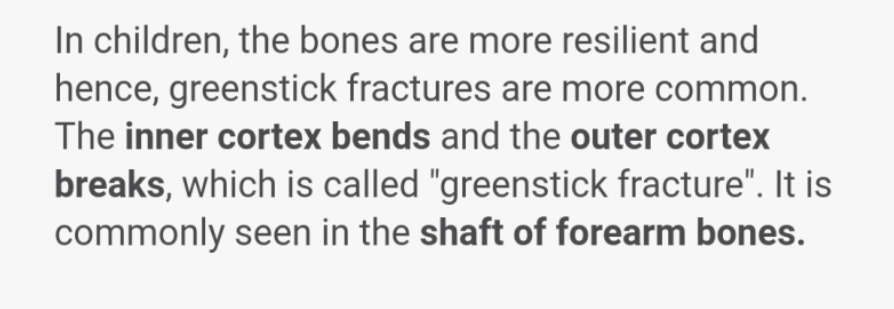 In children, the bones are more resilient and
hence, greenstick fractures are more common.
The inner cortex bends and the outer cortex
breaks, which is called "greenstick fracture". It is
commonly seen in the shaft of forearm bones.